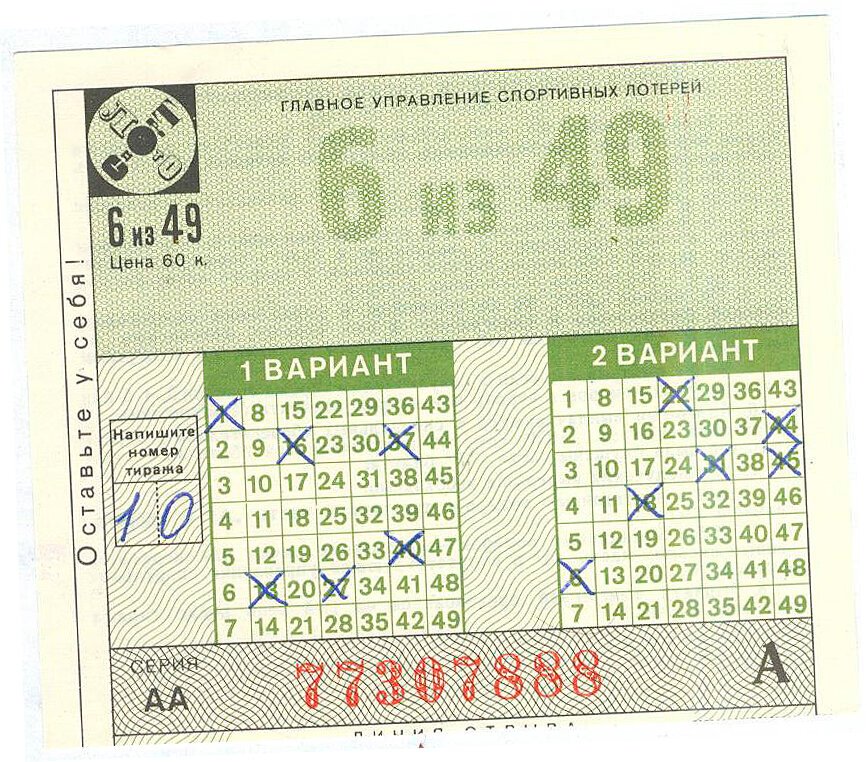 ГЛАВНОЕ УПРАВЛЕНИЕ СПОРТИВНЫХ ЛОТЕРЕЙ
6 из 49
6 из 49
Цена 60 к.
Оставьте у себя!
Напишите
номер
тиража
10
1 ВАРИАНТ
1 8 15 22 29 36 43
2 9 16 23 30 37 44
3 10 17 24 31 38 45
4 11 18 25 32 39 46
5 12 19 26 33 40 47
6 13 20 27 34 41 48
7 14 21 28 35 42 49
2 ВАРИАНТ
1 8 15 22 29 36 43
2 9 16 23 30 37 44
3 10 17 24 31 38 45
4 11 18 25 32 39 46
5 12 19 26 33 40 47
6 13 20 27 34 41 48
7 14 21 28 35 42 49
СЕРИЯ
АА
77307888
А
ЛИНИЯ ОТРЫВА